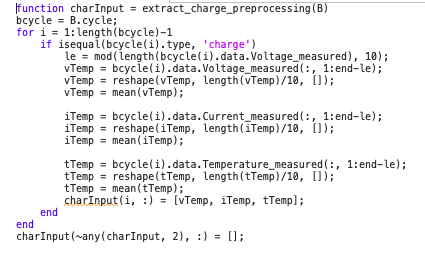 function charInput = extract_charge_preprocessing(B)
bcycle = B.cycle;
for i = 1:length(bcycle)-1
    if isequal(bcycle(i).type, 'charge')
        le = mod(length(bcycle(i).data.Voltage_measured), 10);
        vTemp = bcycle(i).data.Voltage_measured(:, 1:end-le);
        vTemp = reshape(vTemp, length(vTemp)/10, []);
        vTemp = mean(vTemp);

        iTemp = bcycle(i).data.Current_measured(:, 1:end-le);
        iTemp = reshape(iTemp, length(iTemp)/10, []);
        iTemp = mean(iTemp);

        tTemp = bcycle(i).data.Temperature_measured(:, 1:end-le);
        tTemp = reshape(tTemp, length(tTemp)/10, []);
        tTemp = mean(tTemp);
        charInput(i, :) = [vTemp, iTemp, tTemp];
    end
end
charInput(~any(charInput, 2), :) = [];